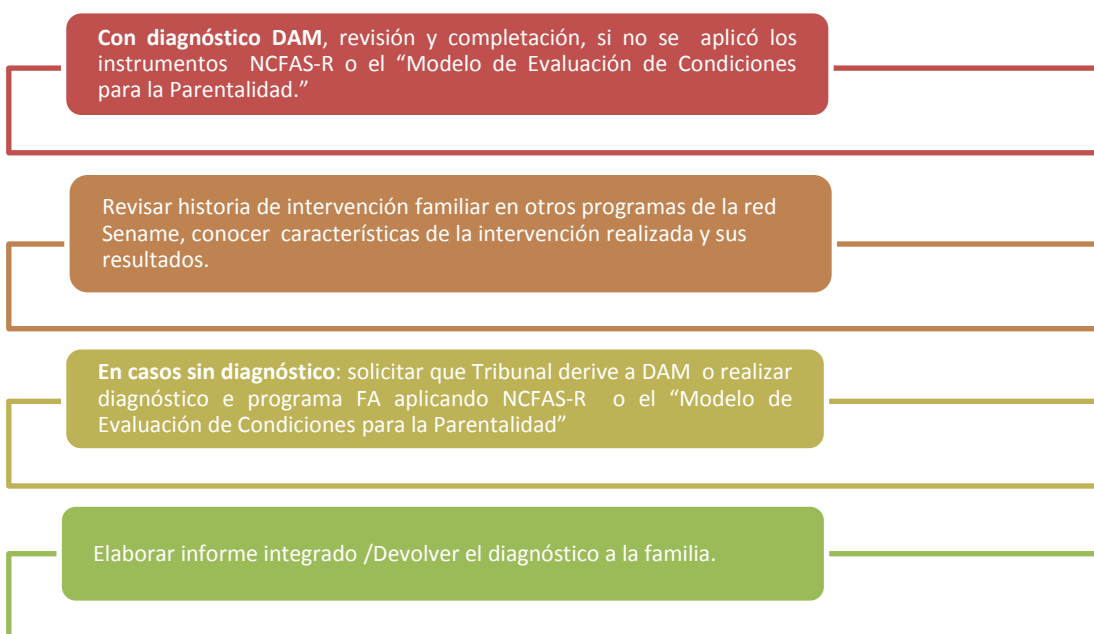 Con diagnóstico DAM, revisión y completación, si no se aplicó los
instrumentos NCFAS-R o el “Modelo de Evaluación de Condiciones
para la Parentalidad.”
Revisar historia de intervención familiar en otros programas de la red
Sename, conocer características de la intervención realizada y sus
resultados.
En casos sin diagnóstico: solicitar que Tribunal derive a DAM o realizar
diagnóstico e programa FA aplicando NCFAS-R o el “Modelo de
Evaluación de Condiciones para la Parentalidad”
Elaborar informe integrado /Devolver el diagnóstico a la familia.